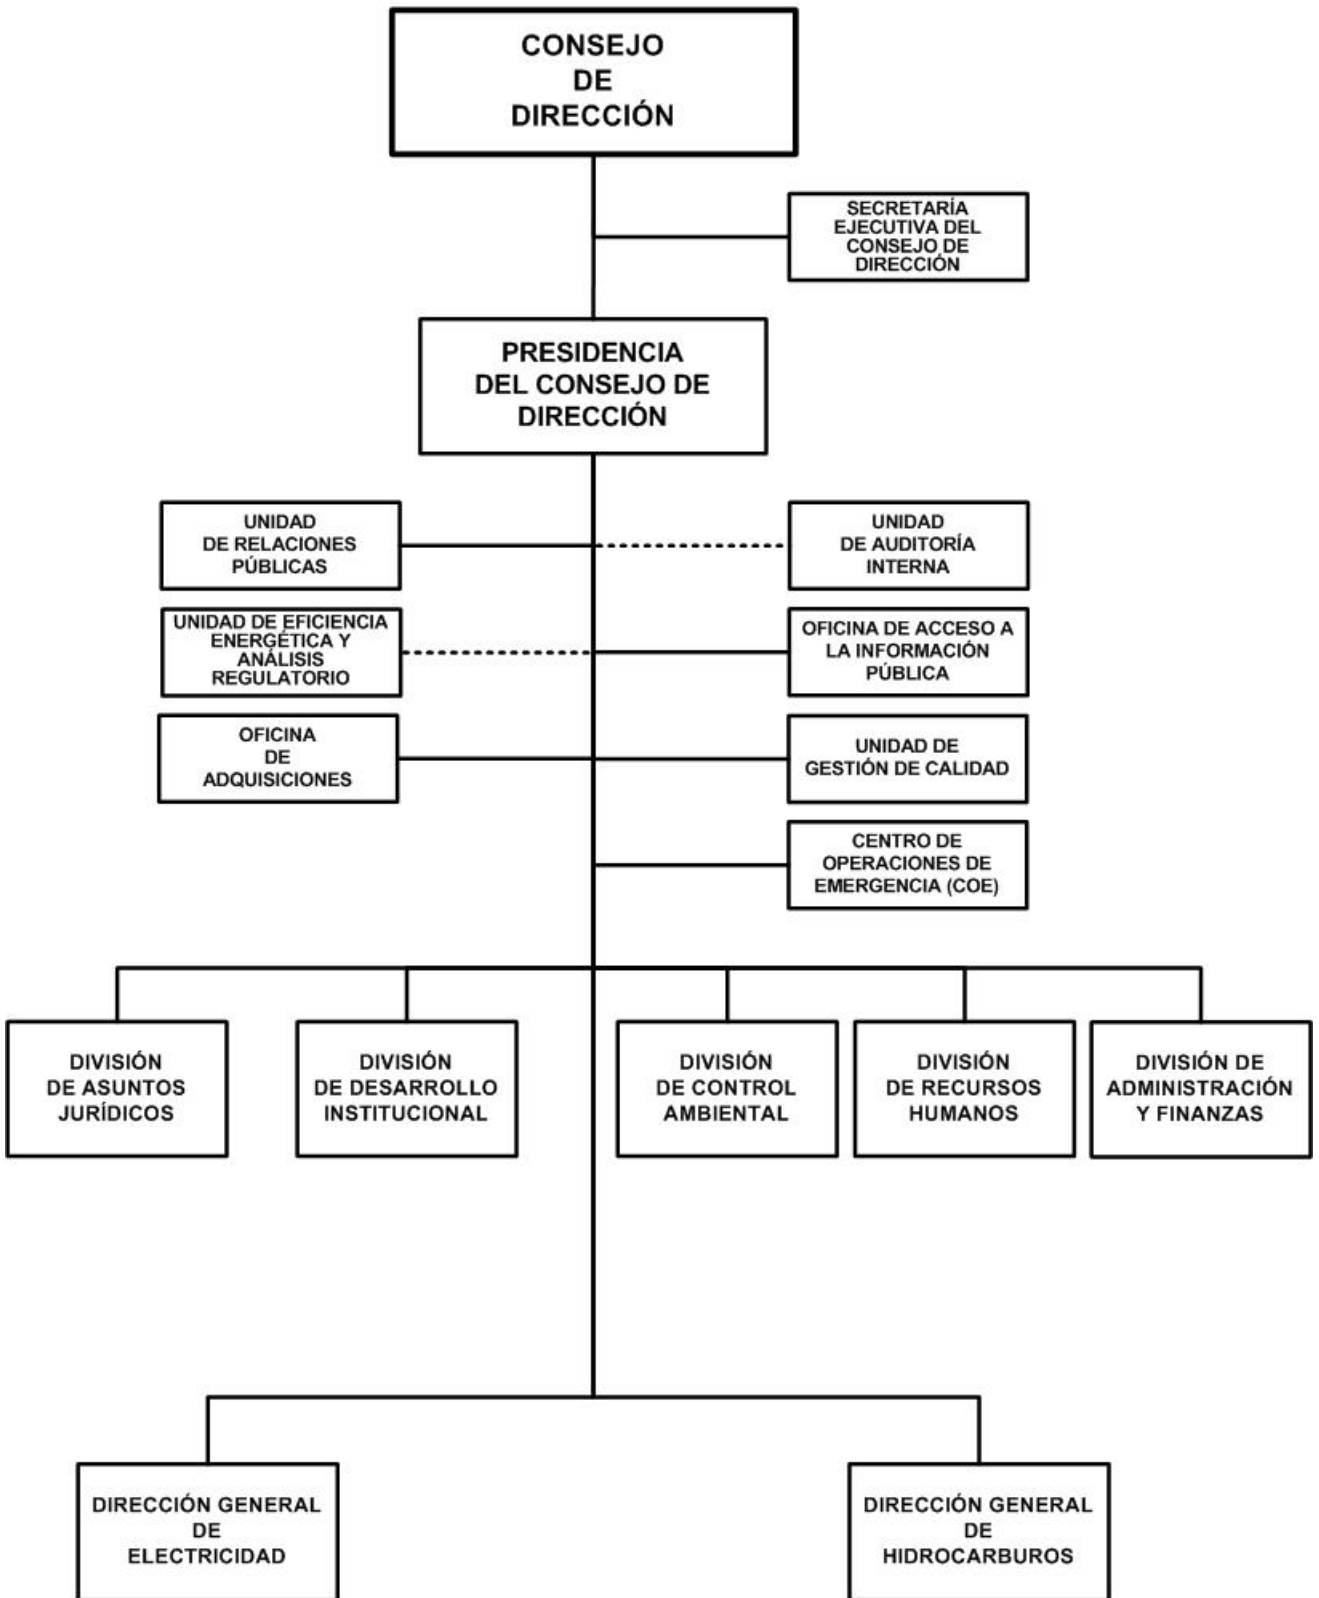 CONSEJO
DE
DIRECCIÓN
SECRETARÍA
EJECUTIVA DEL
CONSEJO DE
DIRECCIÓN
PRESIDENCIA
DEL CONSEJO DE
DIRECCIÓN
UNIDAD
DE RELACIONES
PÚBLICAS
UNIDAD
DE AUDITORÍA
INTERNA
UNIDAD DE EFICIENCIA
ENERGÉTICA Y
ANÁLISIS
REGULATORIO
OFICINA DE ACCESO A
LA INFORMACIÓN
PÚBLICA
OFICINA
DE
ADQUISICIONES
UNIDAD DE
GESTIÓN DE CALIDAD
CENTRO DE
OPERACIONES DE
EMERGENCIA (COE)
DIVISIÓN
DE ASUNTOS
JURÍDICOS
DIVISIÓN
DE DESARROLLO
INSTITUCIONAL
DIVISIÓN
DE CONTROL
AMBIENTAL
DIVISIÓN
DE RECURSOS
HUMANOS
DIVISIÓN DE
ADMINISTRACIÓN
Y FINANZAS
DIRECCIÓN GENERAL
DE
ELECTRICIDAD
DIRECCIÓN GENERAL
DE
HIDROCARBUROS